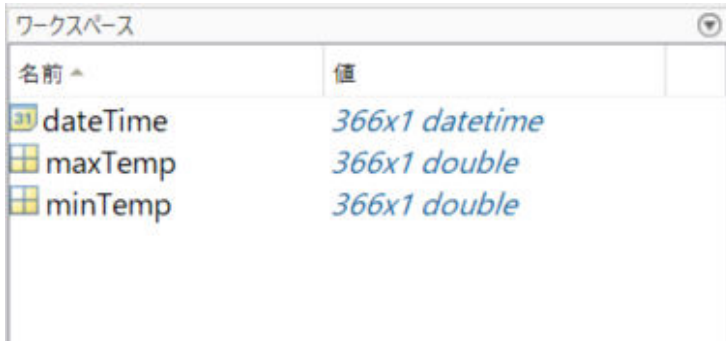 ワークスペース
名前 値
31 dateTime 366x1 datetime
maxTemp 366x1 double
minTemp 366x1 double